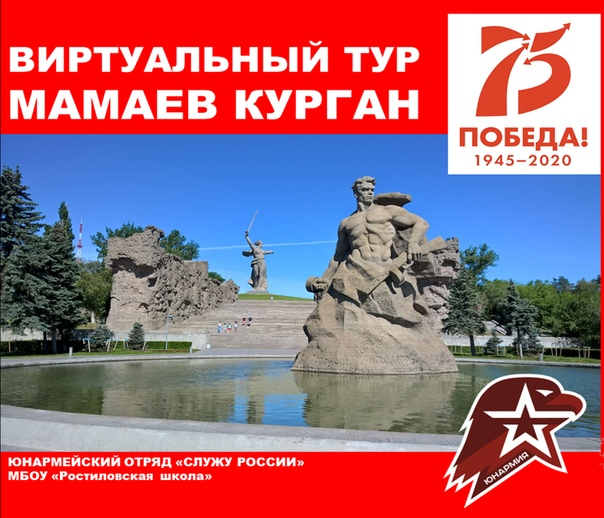 ВИРТУАЛЬНЫЙ ТУР
МАМАЕВ КУРГАН
75
ПОБЕДА!
1945–2020
ЮНАРМИЯ
ЮНАРМЕЙСКИЙ ОТРЯД «СЛУЖУ РОССИИ»
МБОУ «Ростиловская школа»